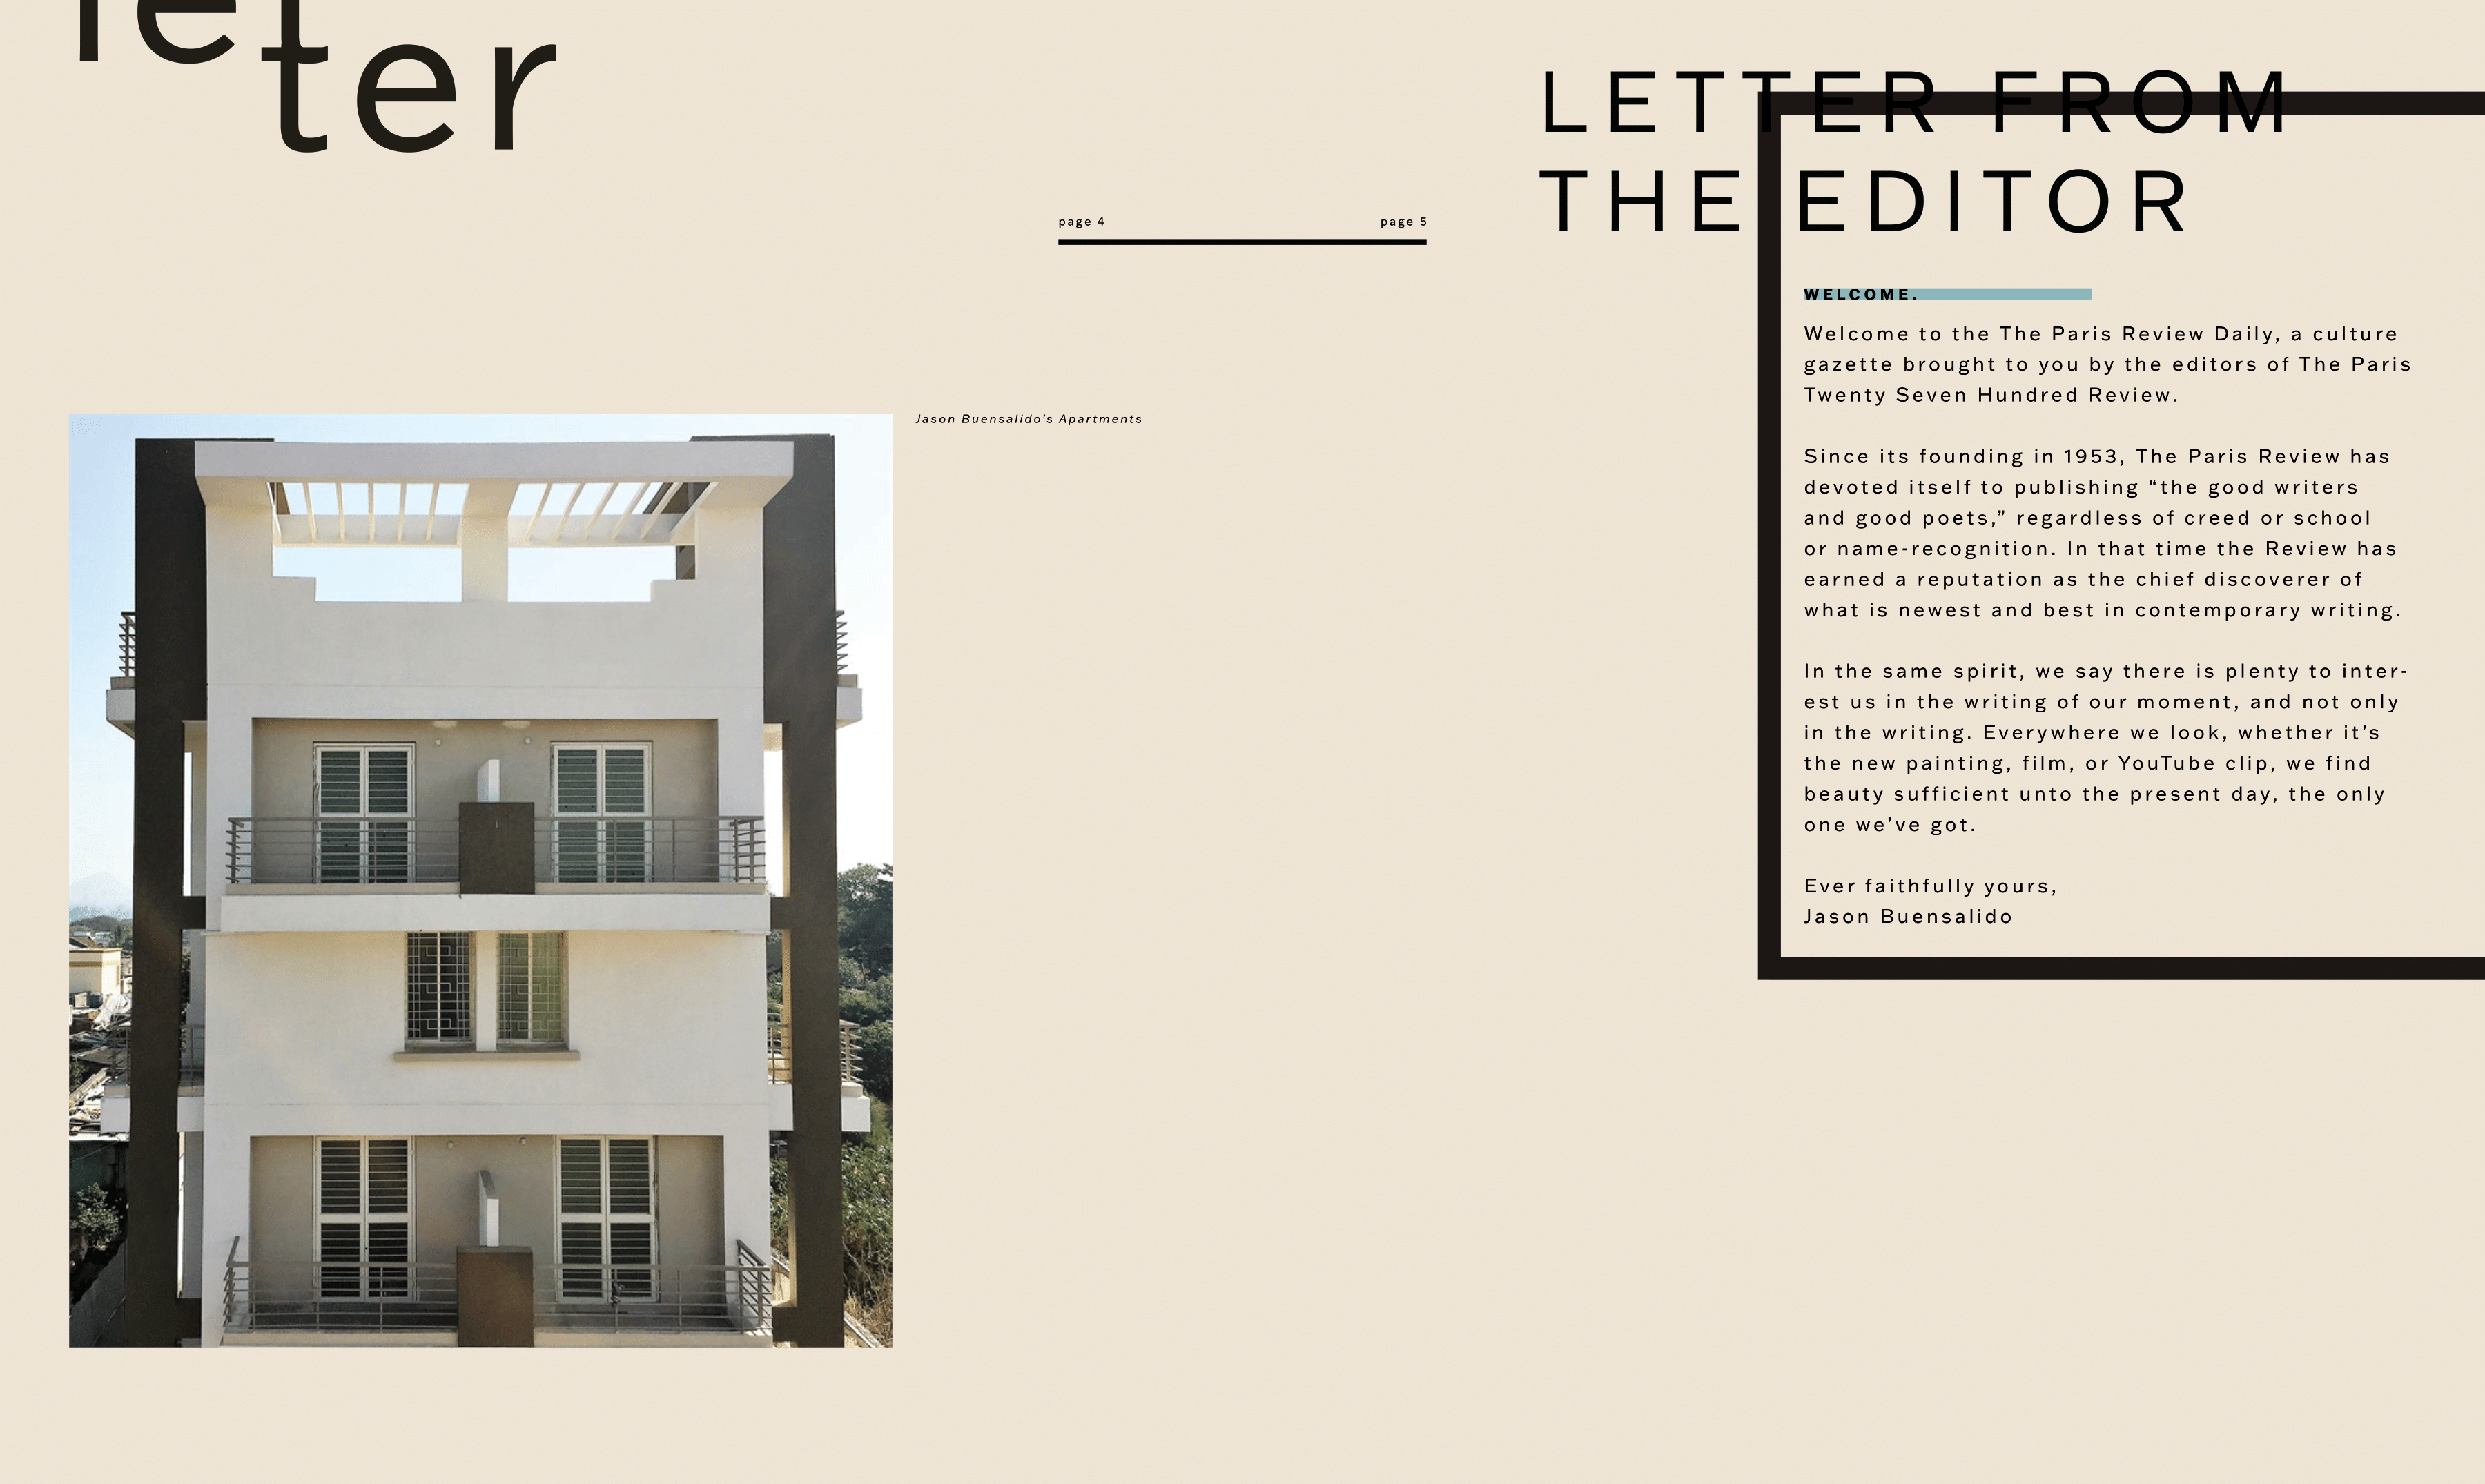 letter
page 4
page 5
Jason Buensalido's Apartments
LETTER FROM
THE EDITOR
WELCOME.
Welcome to the The Paris Review Daily, a culture
gazette brought to you by the editors of The Paris
Twenty Seven Hundred Review.
Since its founding in 1953, The Paris Review has
devoted itself to publishing “the good writers
and good poets,” regardless of creed or school
or name-recognition. In that time the Review has
earned a reputation as the chief discoverer of
what is newest and best in contemporary writing.
In the same spirit, we say there is plenty to inter-
est us in the writing of our moment, and not only
in the writing. Everywhere we look, whether it’s
the new painting, film, or YouTube clip, we find
beauty sufficient unto the present day, the only
one we’ve got.
Ever faithfully yours,
Jason Buensalido